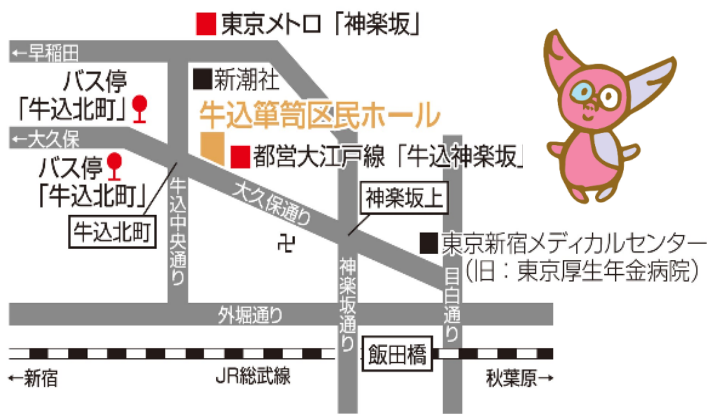 東京メトロ「神楽坂」
←早稲田
バス停
「牛込北町」
新潮社
牛込簞笥区民ホール
←大久保
都営大江戸線「牛込神楽坂」
バス停
「牛込北町」
大久保通り
神楽坂上
牛込北町
牛込中央通り
卍
東京新宿メディカルセンター
（旧：東京厚生年金病院）
神楽坂通り
目白通り
外堀通り
飯田橋
←新宿
JR総武線
秋葉原→